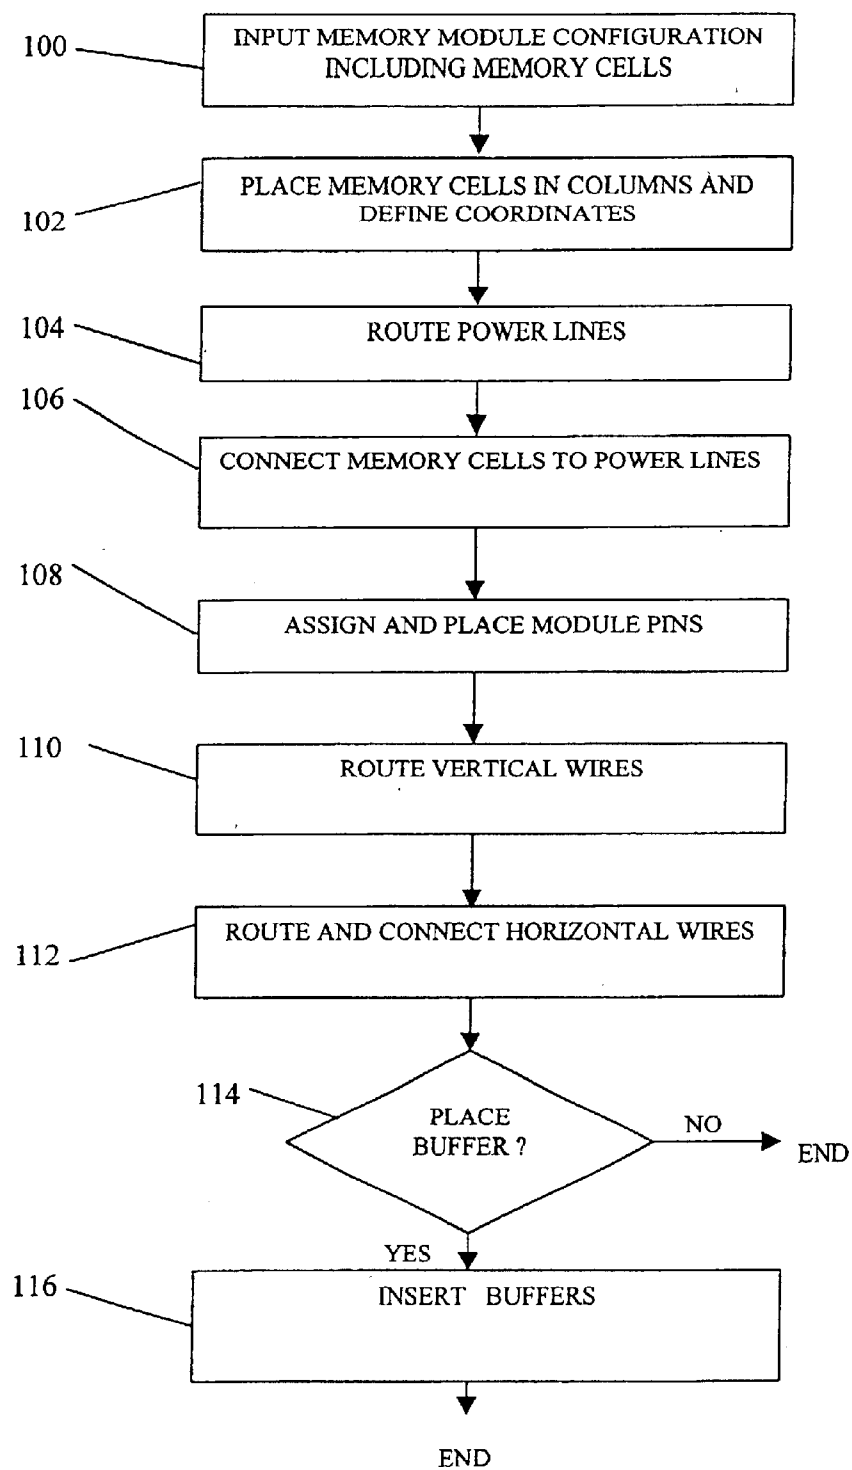 100
INPUT MEMORY MODULE CONFIGURATION
INCLUDING MEMORY CELLS
102
PLACE MEMORY CELLS IN COLUMNS AND
DEFINE COORDINATES
104
ROUTE POWER LINES
106
CONNECT MEMORY CELLS TO POWER LINES
108
ASSIGN AND PLACE MODULE PINS
110
ROUTE VERTICAL WIRES
112
ROUTE AND CONNECT HORIZONTAL WIRES
114
PLACE
BUFFER ?
NO
END
YES
116
INSERT BUFFERS
END